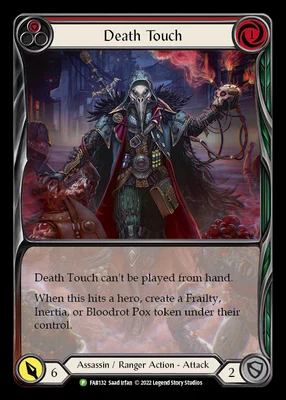 Death Touch
Death Touch can't be played from hand.
When this hits a hero, create a Frailty,
Inertia, or Bloodrot Pox token under their
control.
6
Assassin / Ranger Action - Attack
2
P FAB132 Saad Irfan © 2022 Legend Story Studios